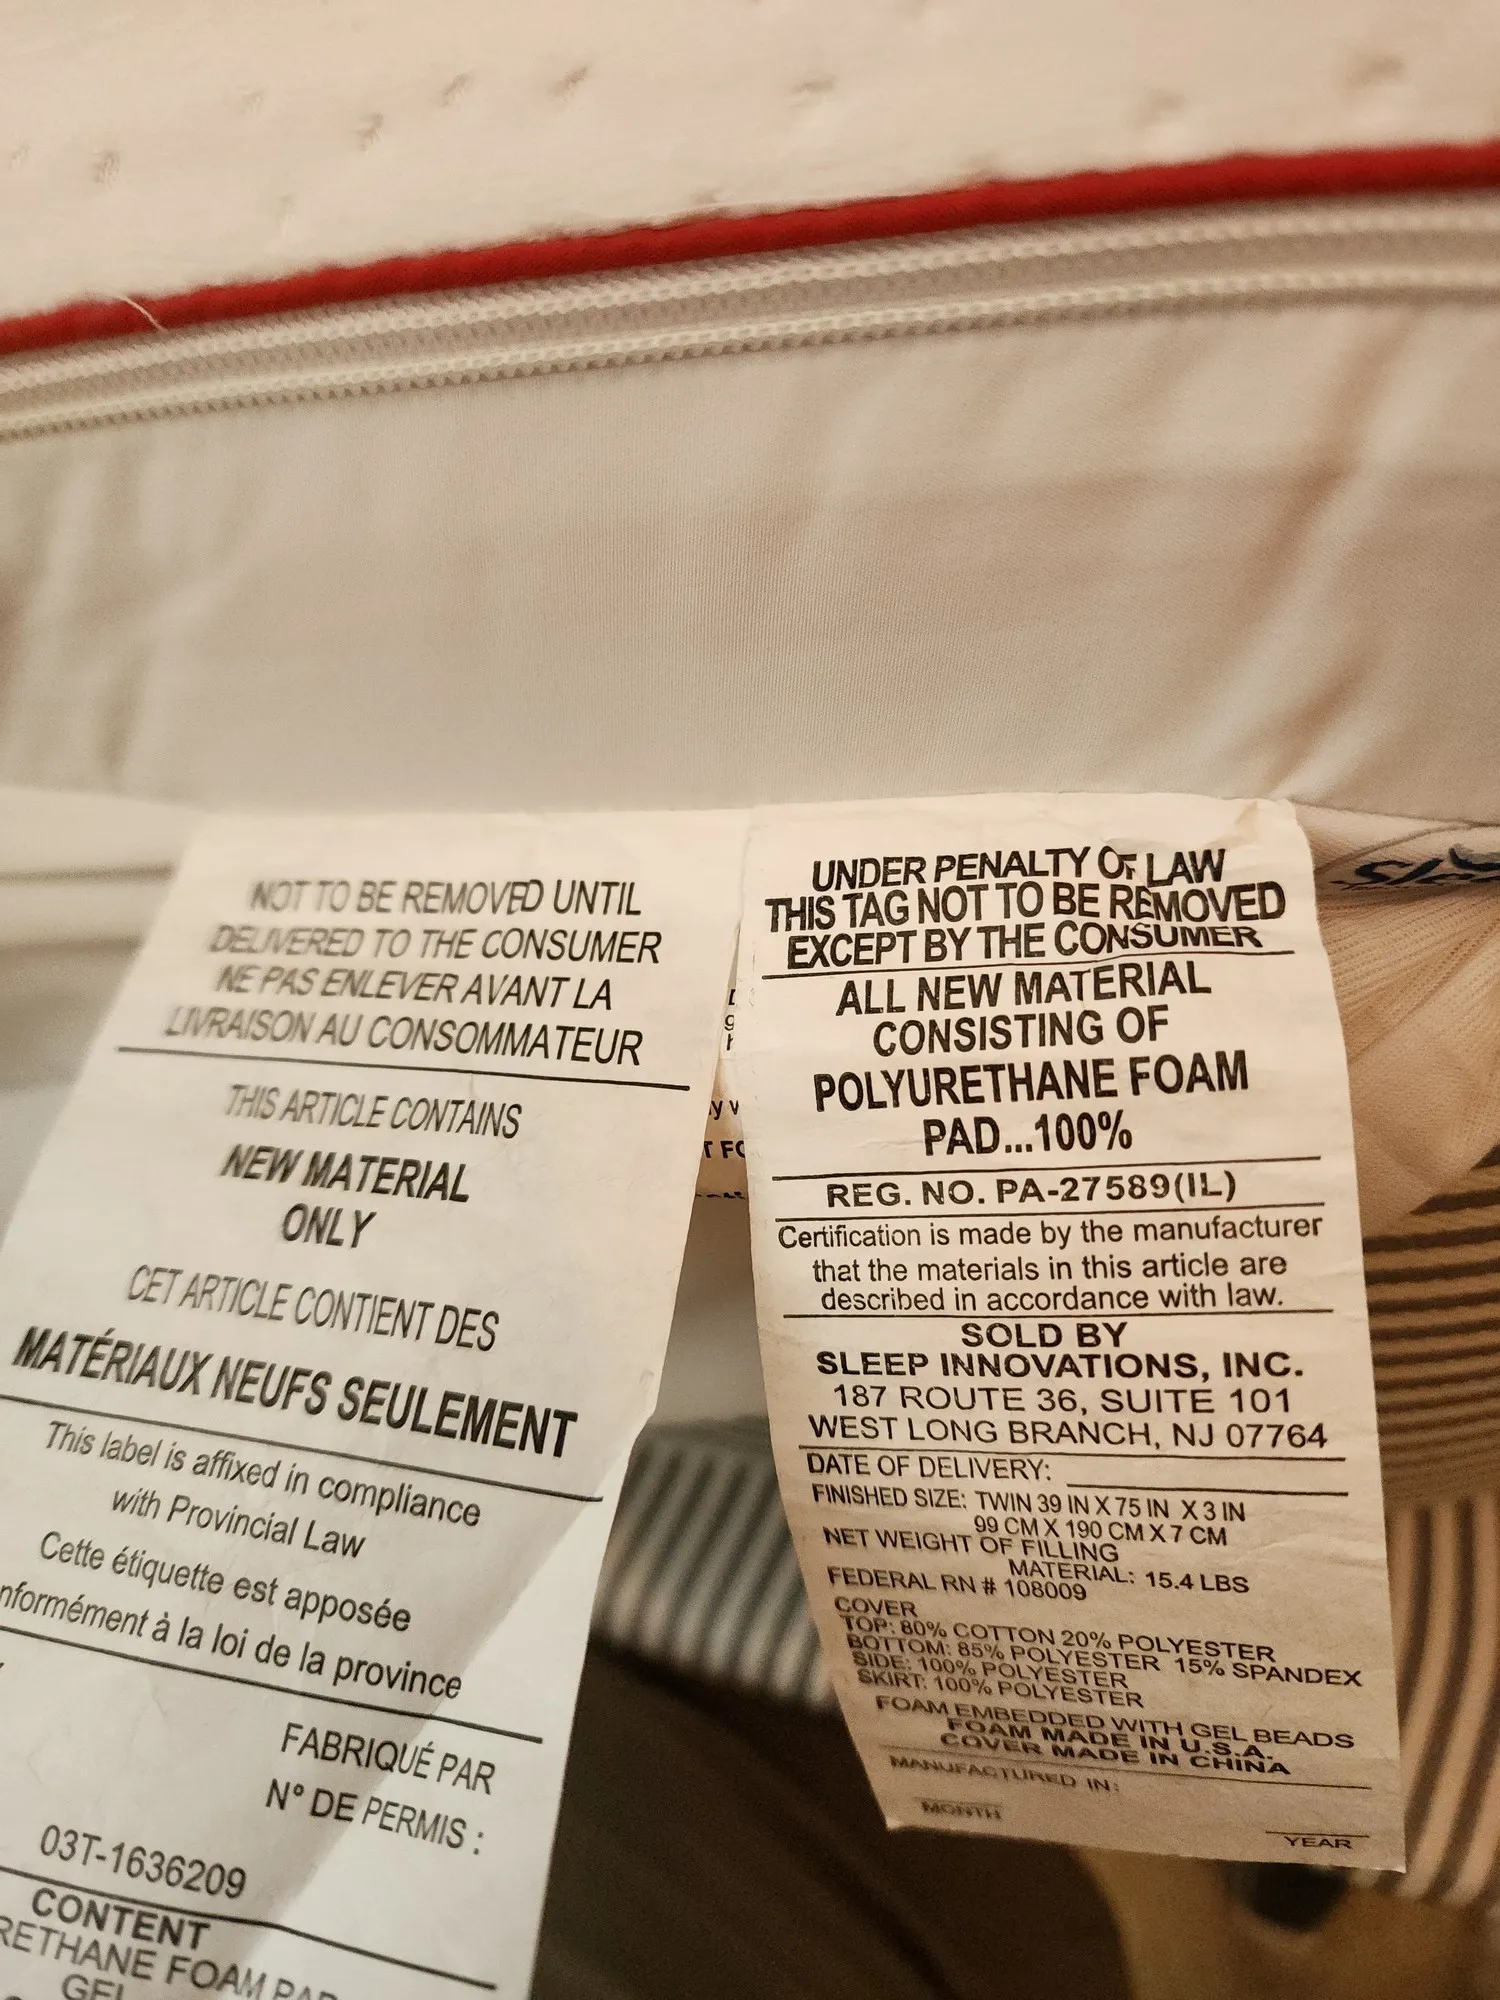 NOT TO BE REMOVED UNTIL
DELIVERED TO THE CONSUMER
NE PAS ENLEVER AVANT LA
LIVRAISON AU CONSOMMATEUR
THIS ARTICLE CONTAINS
NEW MATERIAL
ONLY
CET ARTICLE CONTIENT DES
MATÉRIAUX NEUFS SEULEMENT
This label is affixed in compliance
with Provincial Law
Cette étiquette est apposée
nformément à la loi de la province
FABRIQUÉ PAR
N° DE PERMIS :
03T-1636209
CONTENT
RETHANE FOAM PAD
GEL
UNDER PENALTY OF LAW
THIS TAG NOT TO BE REMOVED
EXCEPT BY THE CONSUMER
ALL NEW MATERIAL
CONSISTING OF
POLYURETHANE FOAM
PAD...100%
REG. NO. PA-27589(IL)
Certification is made by the manufacturer
that the materials in this article are
described in accordance with law.
SOLD BY
SLEEP INNOVATIONS, INC.
187 ROUTE 36, SUITE 101
WEST LONG BRANCH, NJ 07764
DATE OF DELIVERY:
FINISHED SIZE: TWIN 39 IN X 75 IN X 3 IN
99 CM X 190 CM X 7 CM
NET WEIGHT OF FILLING
MATERIAL: 15.4 LBS
FEDERAL RN # 108009
COVER
TOP: 80% COTTON 20% POLYESTER
BOTTOM: 85% POLYESTER 15% SPANDEX
SIDE: 100% POLYESTER
SKIRT: 100% POLYESTER
FOAM EMBEDDED WITH GEL BEADS
FOAM MADE IN U.S.A.
COVER MADE IN CHINA
MANUFACTURED IN:
MONTH
YEAR